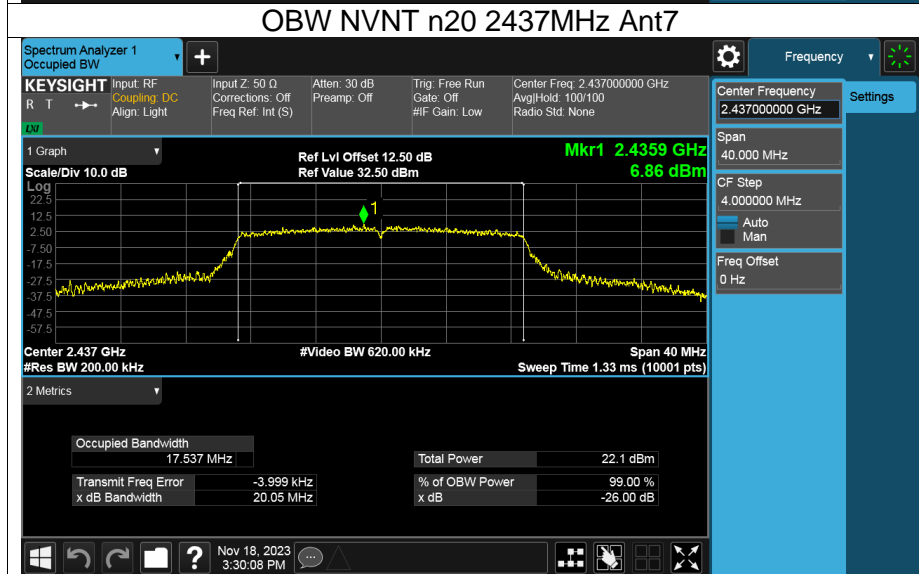 OBW NVNT n20 2437MHz Ant7
Spectrum Analyzer 1
Occupied BW
Frequency
KEYSIGHT
R T
LXI
Input: RF
Coupling: DC
Align: Light
Input Z: 50 Ω
Corrections: Off
Freq Ref: Int (S)
Atten: 30 dB
Preamp: Off
Trig: Free Run
Gate: Off
#IF Gain: Low
Center Freq: 2.437000000 GHz
Avg|Hold: 100/100
Radio Std: None
Center Frequency
2.437000000 GHz
Settings
Span
40.000 MHz
CF Step
4.000000 MHz
Auto
Man
Freq Offset
0 Hz
1 Graph
Scale/Div 10.0 dB
Ref Lvl Offset 12.50 dB
Ref Value 32.50 dBm
Mkr1 2.4359 GHz
6.86 dBm
Log
22.5
12.5
2.50
-7.50
-17.5
-27.5
-37.5
-47.5
-57.5
1
Center 2.437 GHz
#Video BW 620.00 kHz
Span 40 MHz
#Res BW 200.00 kHz
Sweep Time 1.33 ms (10001 pts)
2 Metrics
Occupied Bandwidth
17.537 MHz
Total Power 22.1 dBm
Transmit Freq Error -3.999 kHz
% of OBW Power 99.00 %
x dB Bandwidth 20.05 MHz
x dB -26.00 dB
?
Nov 18, 2023
3:30:08 PM